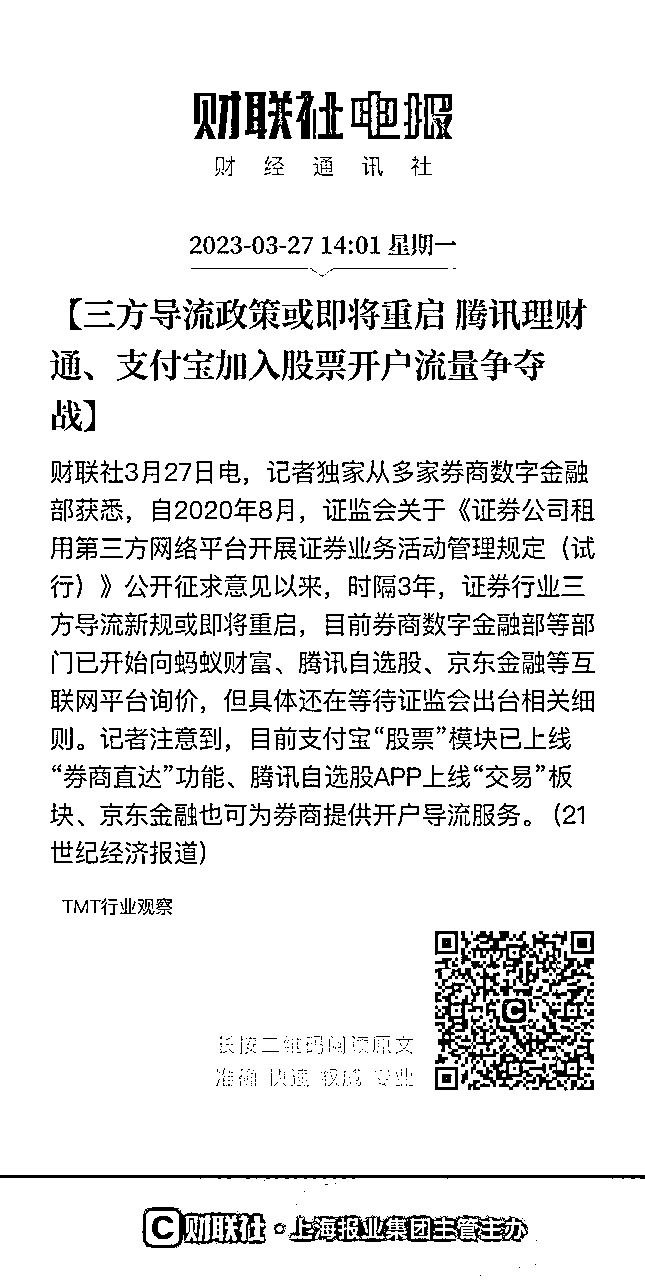 财联社电报
财经通讯社
2023-03-27 14:01 星期一
【三方导流政策或即将重启 腾讯理财
通、支付宝加入股票开户流量争夺
战】
财联社3月27日电，记者独家从多家券商数字金融
部获悉，自2020年8月，证监会关于《证券公司租
用第三方网络平台开展证券业务活动管理规定（试
行）》公开征求意见以来，时隔3年，证券行业三
方导流新规或即将重启，目前券商数字金融部等部
门已开始向蚂蚁财富、腾讯自选股、京东金融等互
联网平台询价，但具体还在等待证监会出台相关细
则。记者注意到，目前支付宝“股票”模块已上线
“券商直达”功能、腾讯自选股APP上线“交易”板
块、京东金融也可为券商提供开户导流服务。（21
世纪经济报道）
TMT行业观察
长按二维码阅读原文
准确 快速 权威 专业
C 财联社 · 上海报业集团主管主办